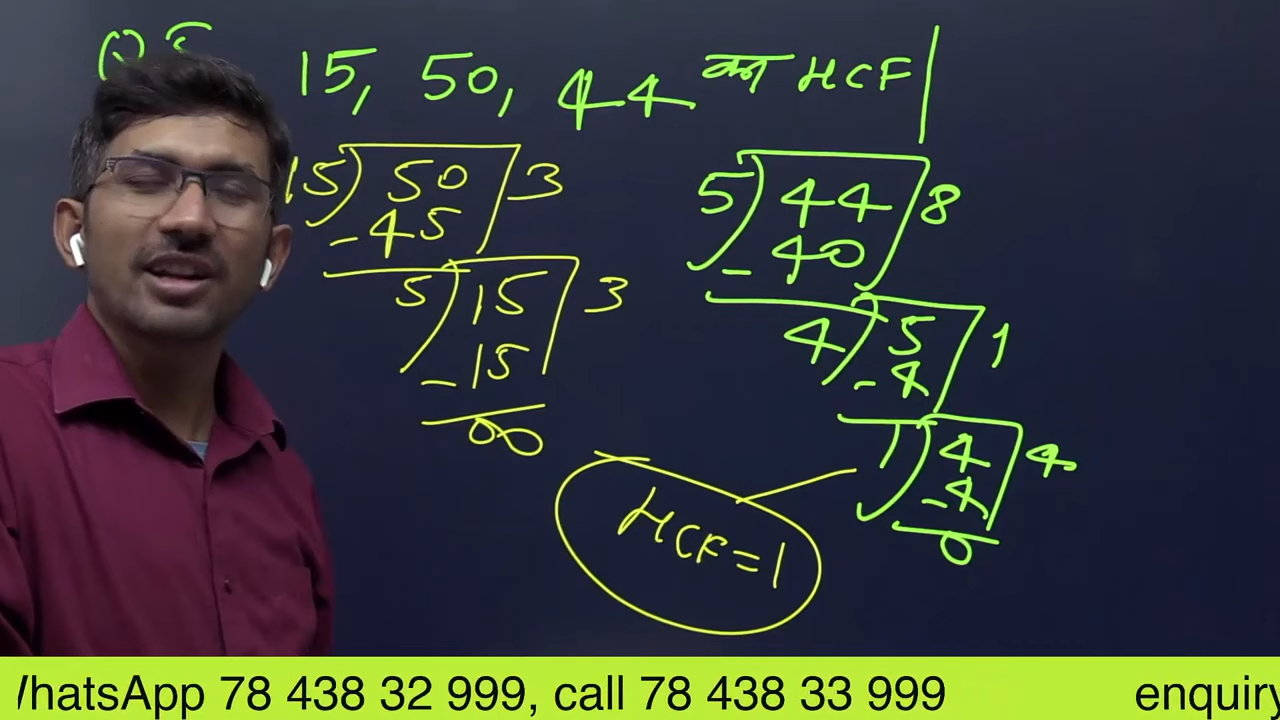 15, 50, 44 का HCF
15) 50 3
-45
5) 15 3
-15
00
5) 44 8
-40
4) 5 1
-4
1) 4 4
-4
0
HCF=1
hatsApp 78 438 32 999, call 78 438 33 999 enquiry